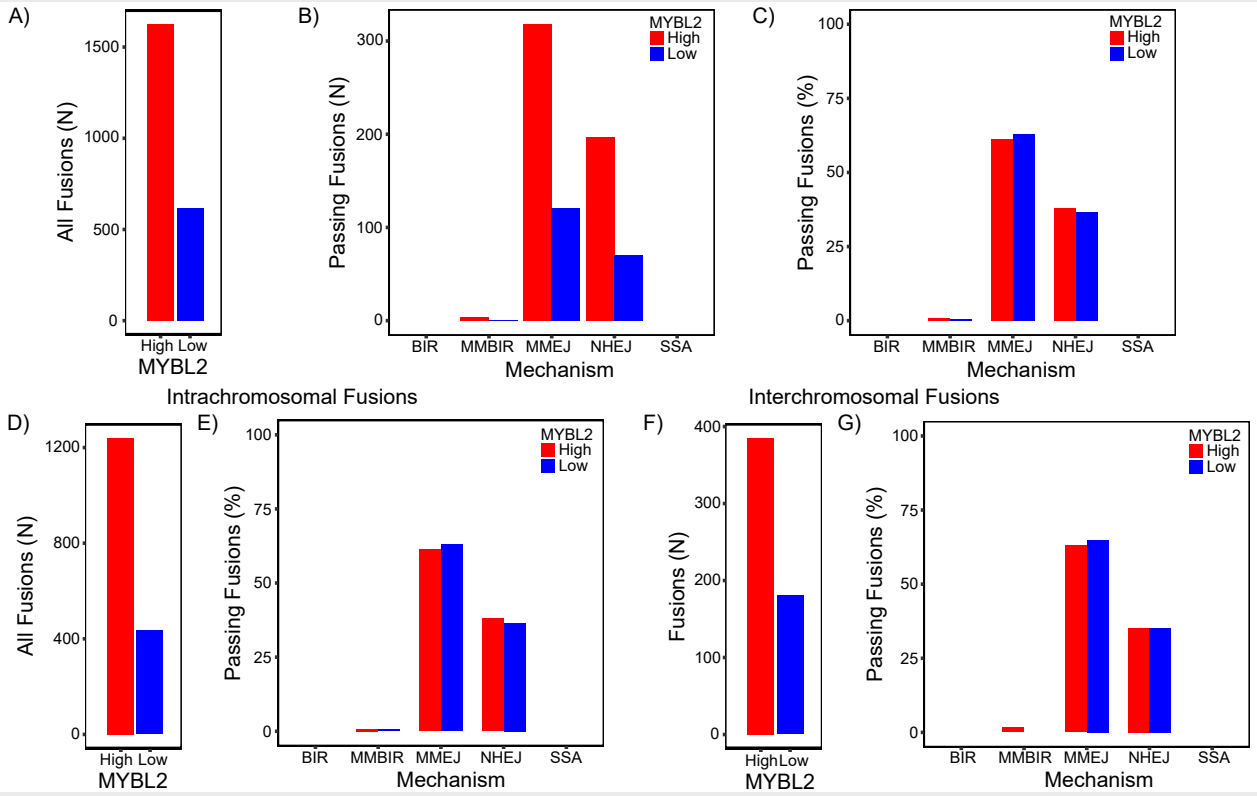 A)
All Fusions (N)
1500
1000
500
0
High Low
MYBL2
B)
Passing Fusions (N)
300
200
100
0
MYBL2
High
Low
BIR MMBIR MMEJ NHEJ SSA
Mechanism
C)
Passing Fusions (%)
100
75
50
25
0
MYBL2
High
Low
BIR MMBIR MMEJ NHEJ SSA
Mechanism
Intrachromosomal Fusions
D)
All Fusions (N)
1200
800
400
0
High Low
MYBL2
E)
Passing Fusions (%)
100
75
50
25
0
MYBL2
High
Low
BIR MMBIR MMEJ NHEJ SSA
Mechanism
Interchromosomal Fusions
F)
Fusions (N)
400
300
200
100
0
HighLow
MYBL2
G)
Passing Fusions (%)
100
75
50
25
0
MYBL2
High
Low
BIR MMBIR MMEJ NHEJ SSA
Mechanism